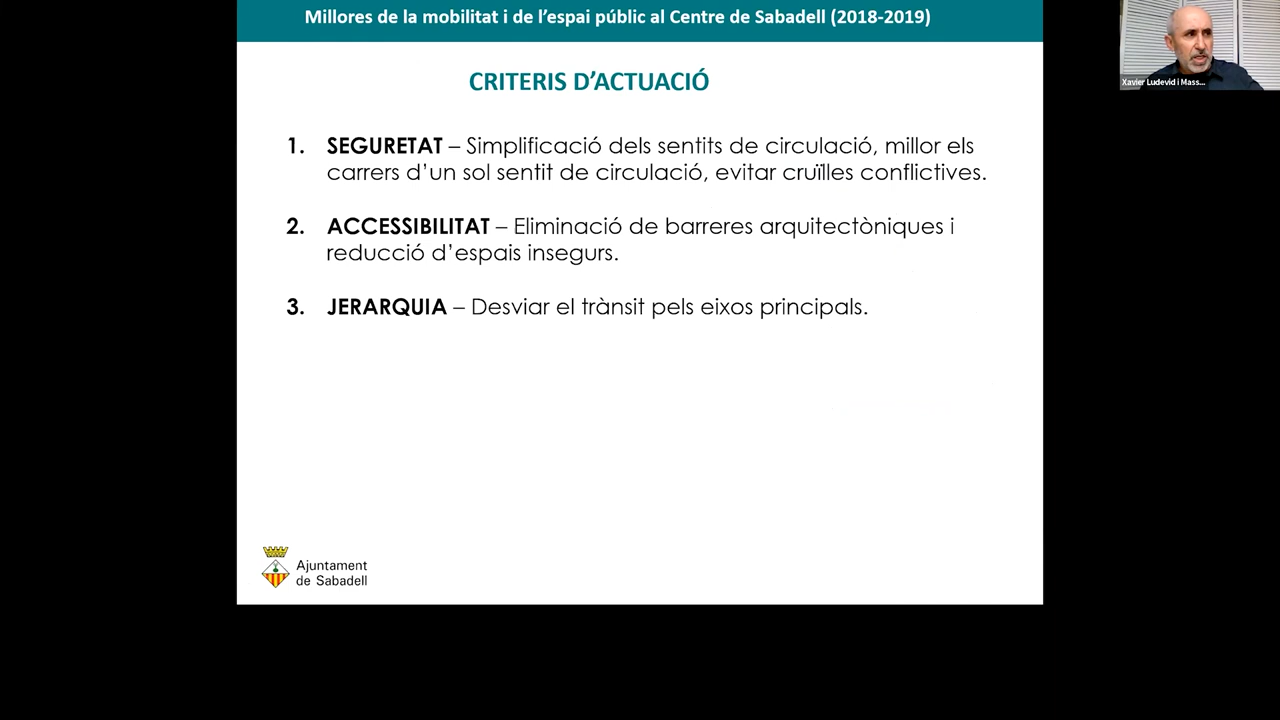 Millores de la mobilitat i de l'espai públic al Centre de Sabadell (2018-2019)
CRITERIS D'ACTUACIÓ
1. SEGURETAT – Simplificació dels sentits de circulació, millor els
carrers d'un sol sentit de circulació, evitar cruïlles conflictives.
2. ACCESSIBILITAT – Eliminació de barreres arquitectòniques i
reducció d'espais insegurs.
3. JERARQUIA – Desviar el trànsit pels eixos principals.
Ajuntament
de Sabadell
Xavier Ludevid i Mass...